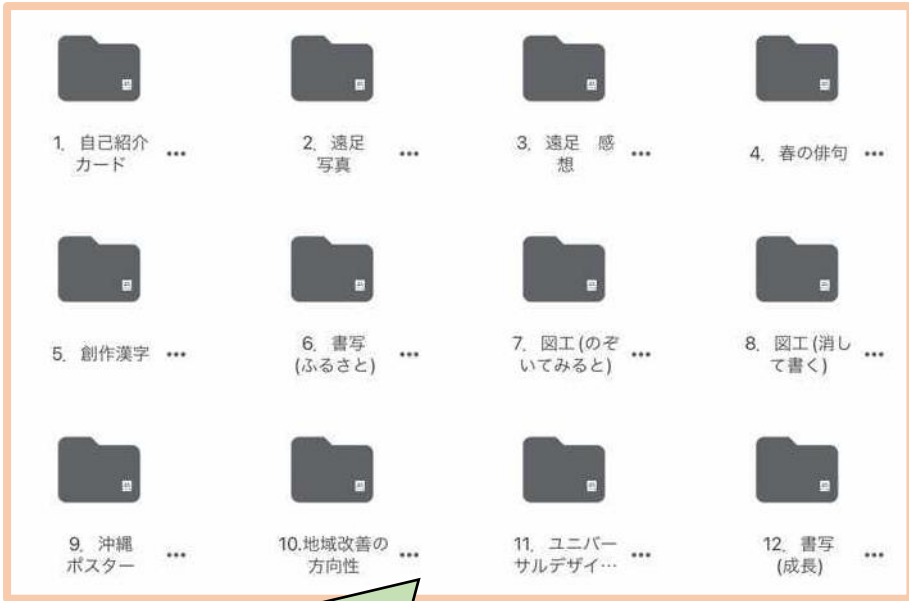 1. 自己紹介
カード
2. 遠足
写真
3. 遠足 感
想
4. 春の俳句
5. 創作漢字
6. 書写
(ふるさと)
7. 図工(のぞ
いてみると)
8. 図工(消し
て書く)
9. 沖縄
ポスター
10.地域改善の
方向性
11. ユニバー
サルデザイ…
12. 書写
(成長)